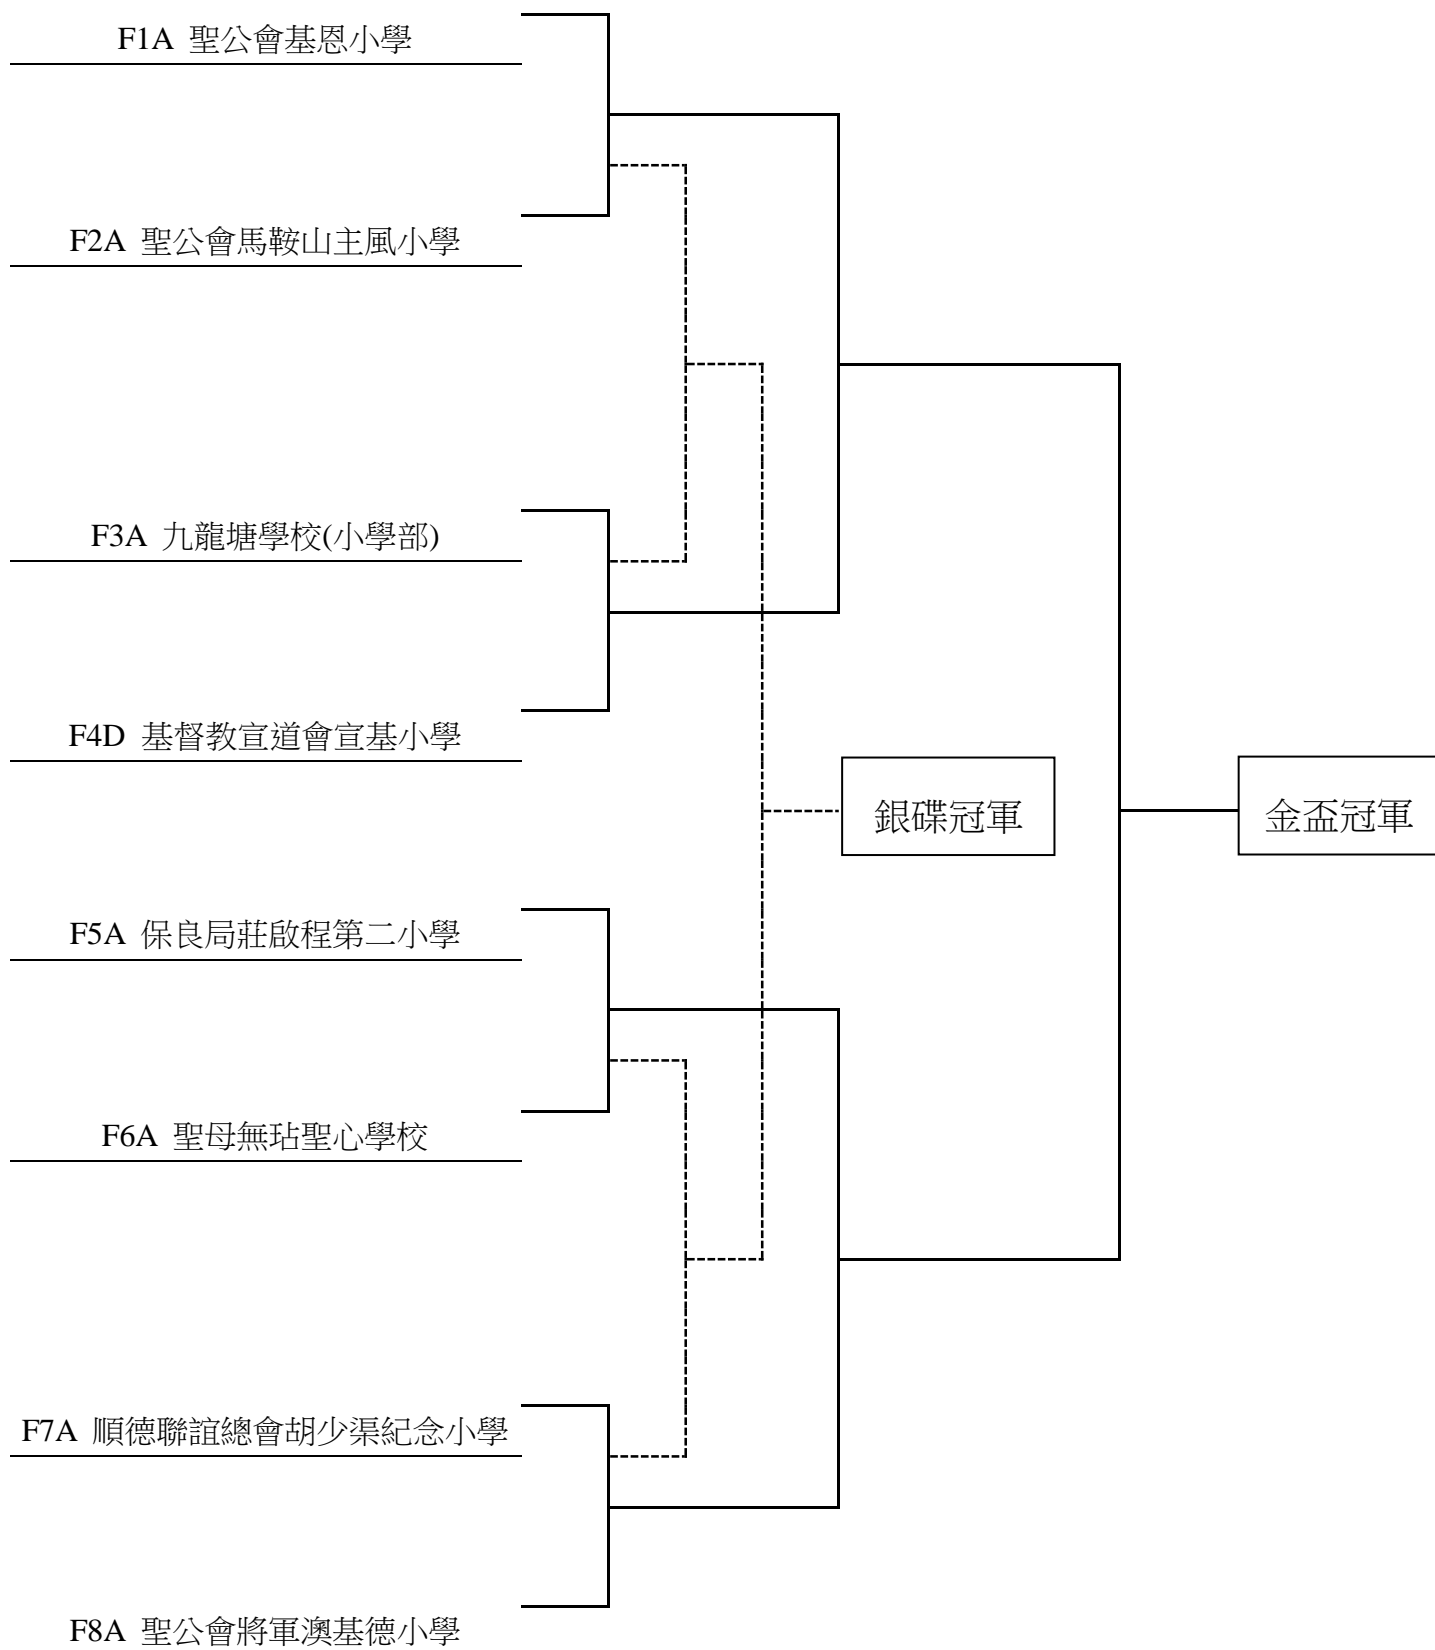 F1A 聖公會基恩小學
F2A 聖公會馬鞍山主風小學
F3A 九龍塘學校(小學部)
F4D 基督教宣道會宣基小學
銀碟冠軍
金盃冠軍
F5A 保良局莊啟程第二小學
F6A 聖母無玷聖心學校
F7A 順德聯誼總會胡少渠紀念小學
F8A 聖公會將軍澳基德小學